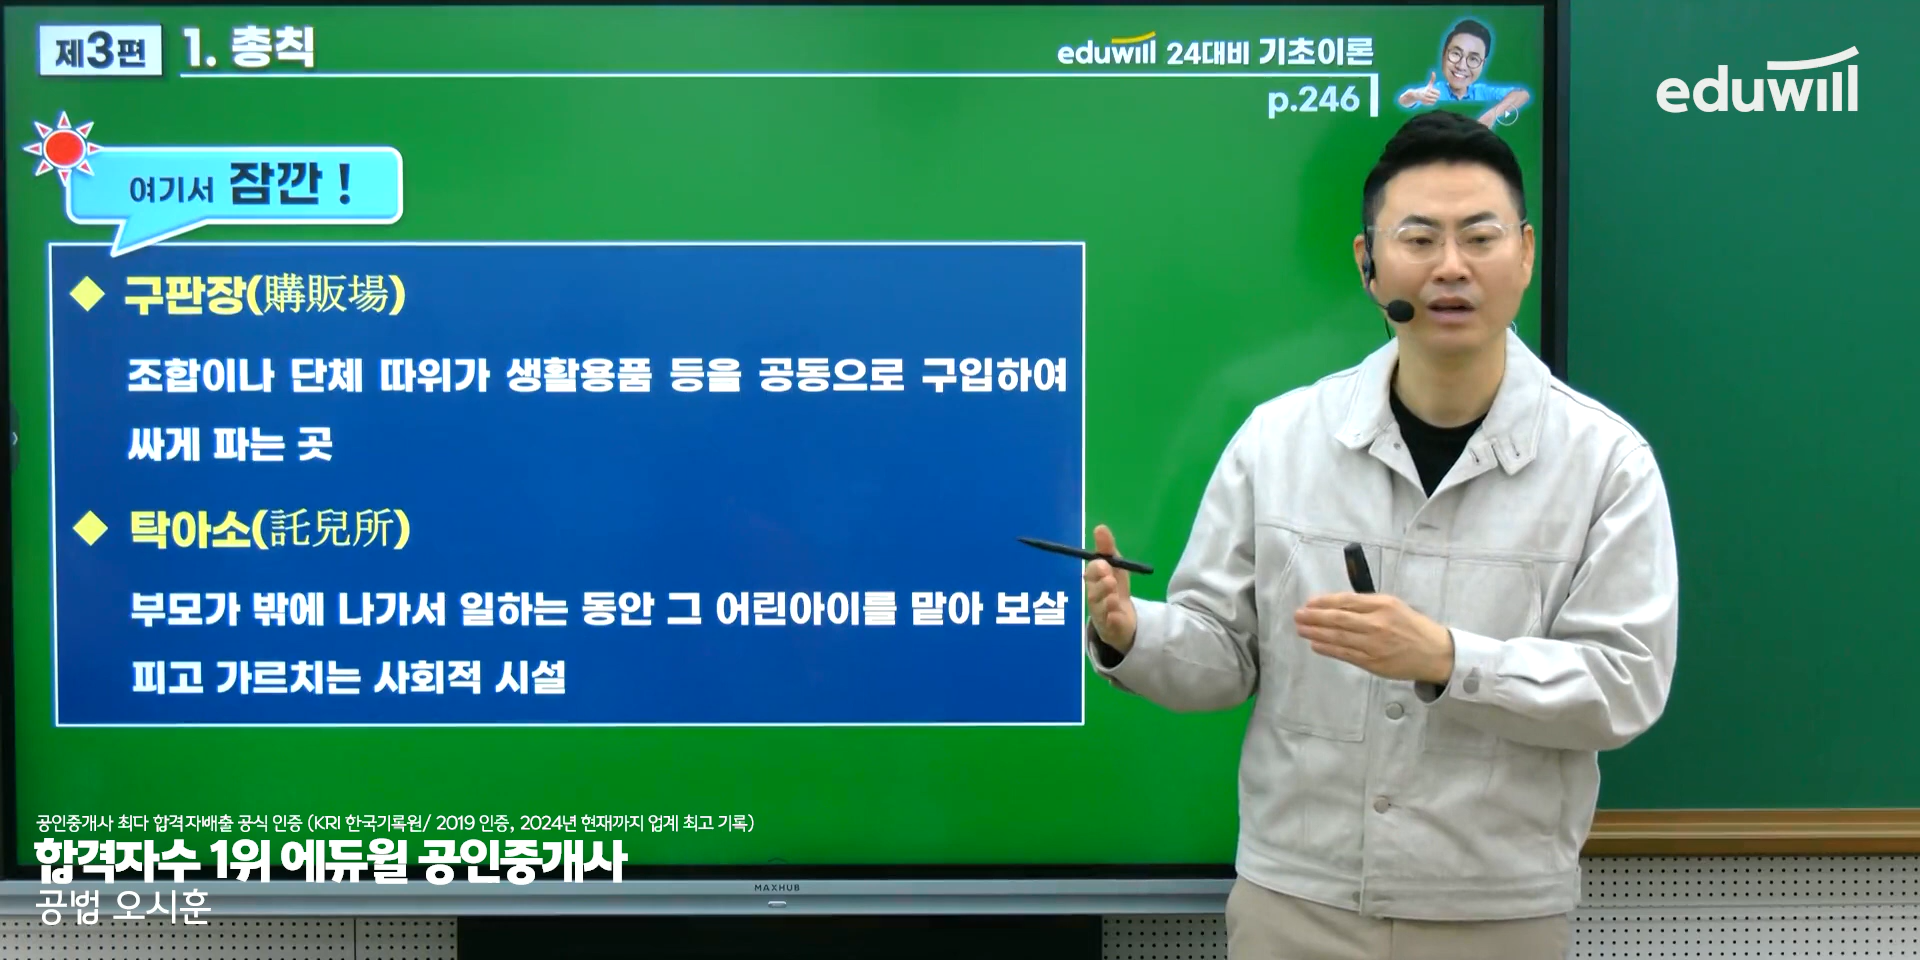 제3편 1. 총칙
eduwill 24대비 기초이론
p.246
eduwill
여기서 잠깐 !
◆ 구판장(購販場)
조합이나 단체 따위가 생활용품 등을 공동으로 구입하여
싸게 파는 곳
◆ 탁아소(託兒所)
부모가 밖에 나가서 일하는 동안 그 어린아이를 맡아 보살
피고 가르치는 사회적 시설
공인중개사 최다 합격자배출 공식 인증 (KRI 한국기록원/ 2019 인증, 2024년 현재까지 업계 최고 기록)
합격자수 1위 에듀윌 공인중개사
공법 오시훈
MAXHUB